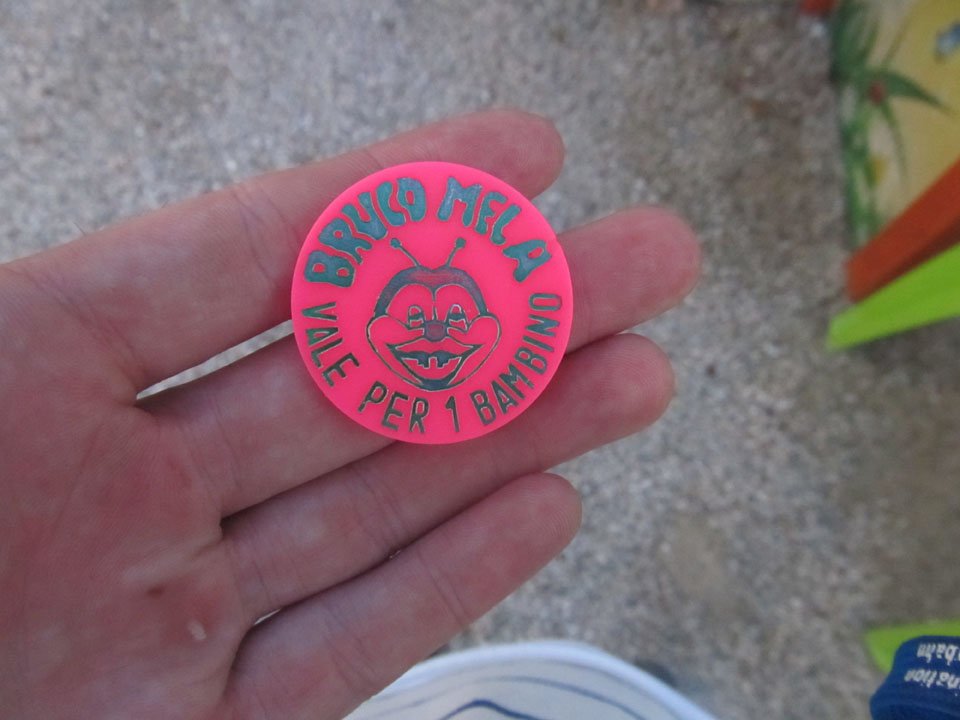 BRUCO MELA
VALE PER 1 BAMBINO